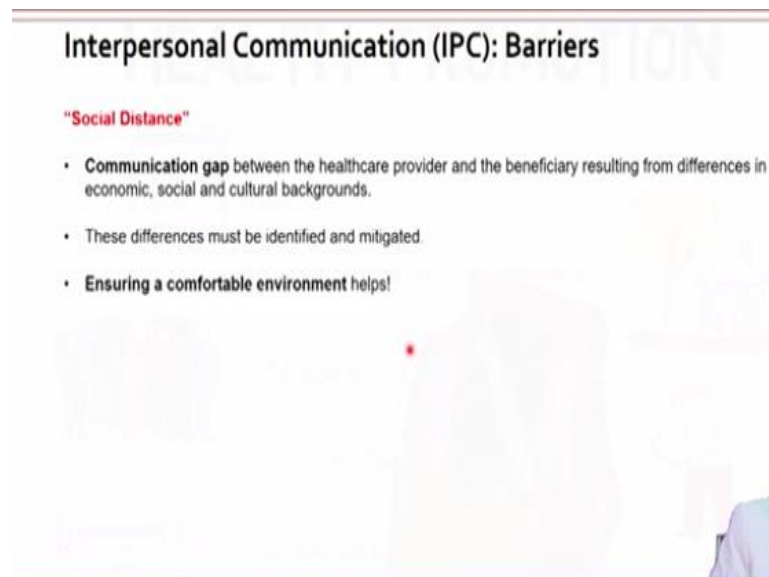 Interpersonal Communication (IPC): Barriers
"Social Distance"
• Communication gap between the healthcare provider and the beneficiary resulting from differences in
economic, social and cultural backgrounds.
• These differences must be identified and mitigated.
• Ensuring a comfortable environment helps!